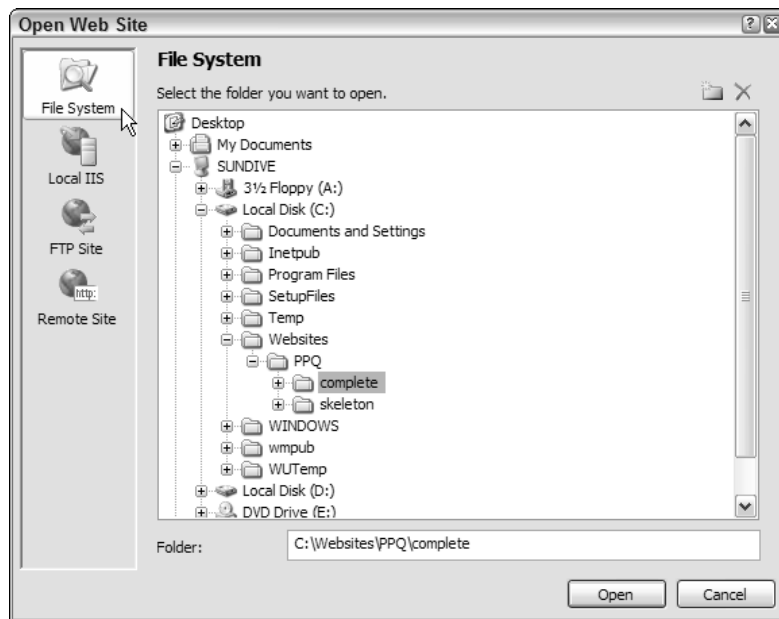 Open Web Site
File System
Local IIS
FTP Site
http:
Remote Site
File System
Select the folder you want to open.
Desktop
My Documents
SUNDIVE
3½ Floppy (A:)
Local Disk (C:)
Documents and Settings
Inetpub
Program Files
SetupFiles
Temp
Websites
PPQ
complete
skeleton
WINDOWS
wmpub
WUTemp
Local Disk (D:)
DVD Drive (E:)
Folder: C:\Websites\PPQ\complete
Open Cancel